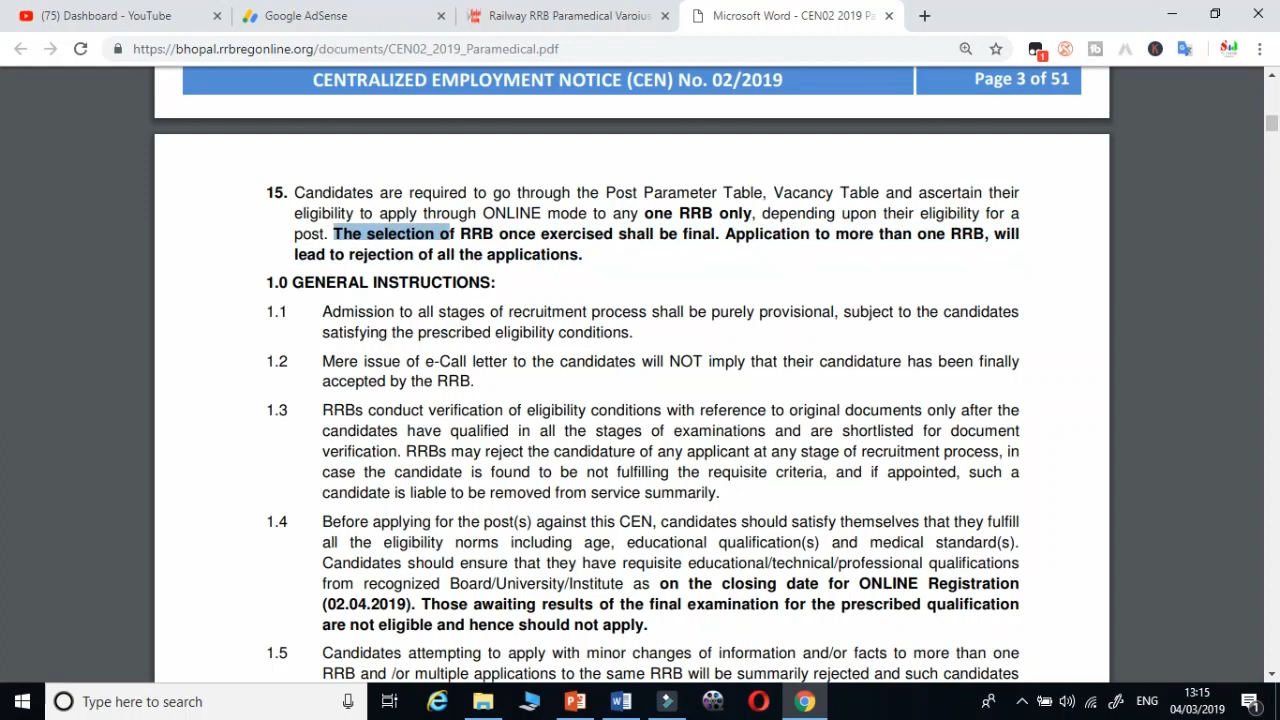 (75) Dashboard - YouTube
Google AdSense
Railway RRB Paramedical Varoius
Microsoft Word - CEN02 2019 Pa
https://bhopal.rrbregonline.org/documents/CEN02_2019_Paramedical.pdf
CENTRALIZED EMPLOYMENT NOTICE (CEN) No. 02/2019 Page 3 of 51
15. Candidates are required to go through the Post Parameter Table, Vacancy Table and ascertain their
eligibility to apply through ONLINE mode to any one RRB only, depending upon their eligibility for a
post. The selection of RRB once exercised shall be final. Application to more than one RRB, will
lead to rejection of all the applications.
1.0 GENERAL INSTRUCTIONS:
1.1 Admission to all stages of recruitment process shall be purely provisional, subject to the candidates
satisfying the prescribed eligibility conditions.
1.2 Mere issue of e-Call letter to the candidates will NOT imply that their candidature has been finally
accepted by the RRB.
1.3 RRBs conduct verification of eligibility conditions with reference to original documents only after the
candidates have qualified in all the stages of examinations and are shortlisted for document
verification. RRBs may reject the candidature of any applicant at any stage of recruitment process, in
case the candidate is found to be not fulfilling the requisite criteria, and if appointed, such a
candidate is liable to be removed from service summarily.
1.4 Before applying for the post(s) against this CEN, candidates should satisfy themselves that they fulfill
all the eligibility norms including age, educational qualification(s) and medical standard(s).
Candidates should ensure that they have requisite educational/technical/professional qualifications
from recognized Board/University/Institute as on the closing date for ONLINE Registration
(02.04.2019). Those awaiting results of the final examination for the prescribed qualification
are not eligible and hence should not apply.
1.5 Candidates attempting to apply with minor changes of information and/or facts to more than one
RRB and /or multiple applications to the same RRB will be summarily rejected and such candidates
Type here to search
ENG
13:15
04/03/2019